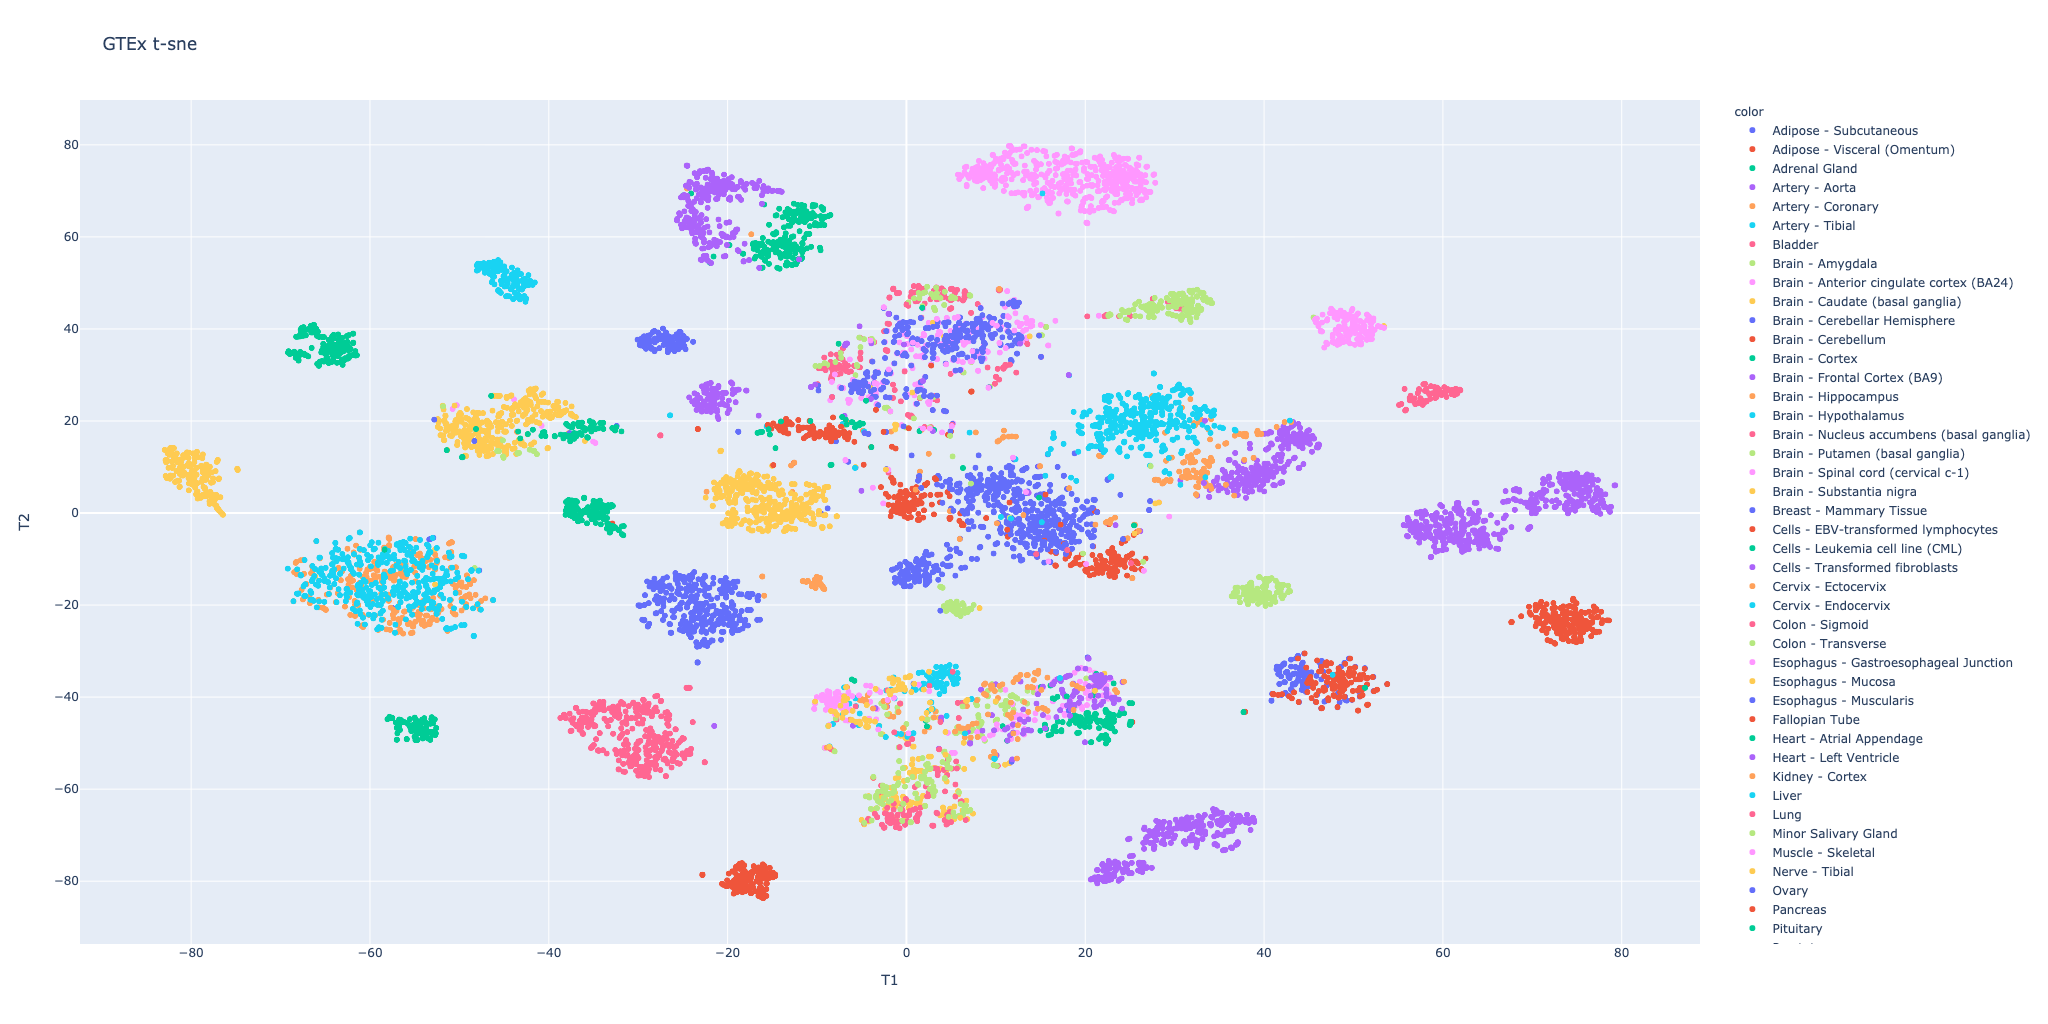 GTEx t-sne
T2
80
60
40
20
0
−20
−40
−60
−80
−80
−60
−40
−20
0
20
40
60
80
T1
color
Adipose - Subcutaneous
Adipose - Visceral (Omentum)
Adrenal Gland
Artery - Aorta
Artery - Coronary
Artery - Tibial
Bladder
Brain - Amygdala
Brain - Anterior cingulate cortex (BA24)
Brain - Caudate (basal ganglia)
Brain - Cerebellar Hemisphere
Brain - Cerebellum
Brain - Cortex
Brain - Frontal Cortex (BA9)
Brain - Hippocampus
Brain - Hypothalamus
Brain - Nucleus accumbens (basal ganglia)
Brain - Putamen (basal ganglia)
Brain - Spinal cord (cervical c-1)
Brain - Substantia nigra
Breast - Mammary Tissue
Cells - EBV-transformed lymphocytes
Cells - Leukemia cell line (CML)
Cells - Transformed fibroblasts
Cervix - Ectocervix
Cervix - Endocervix
Colon - Sigmoid
Colon - Transverse
Esophagus - Gastroesophageal Junction
Esophagus - Mucosa
Esophagus - Muscularis
Fallopian Tube
Heart - Atrial Appendage
Heart - Left Ventricle
Kidney - Cortex
Liver
Lung
Minor Salivary Gland
Muscle - Skeletal
Nerve - Tibial
Ovary
Pancreas
Pituitary